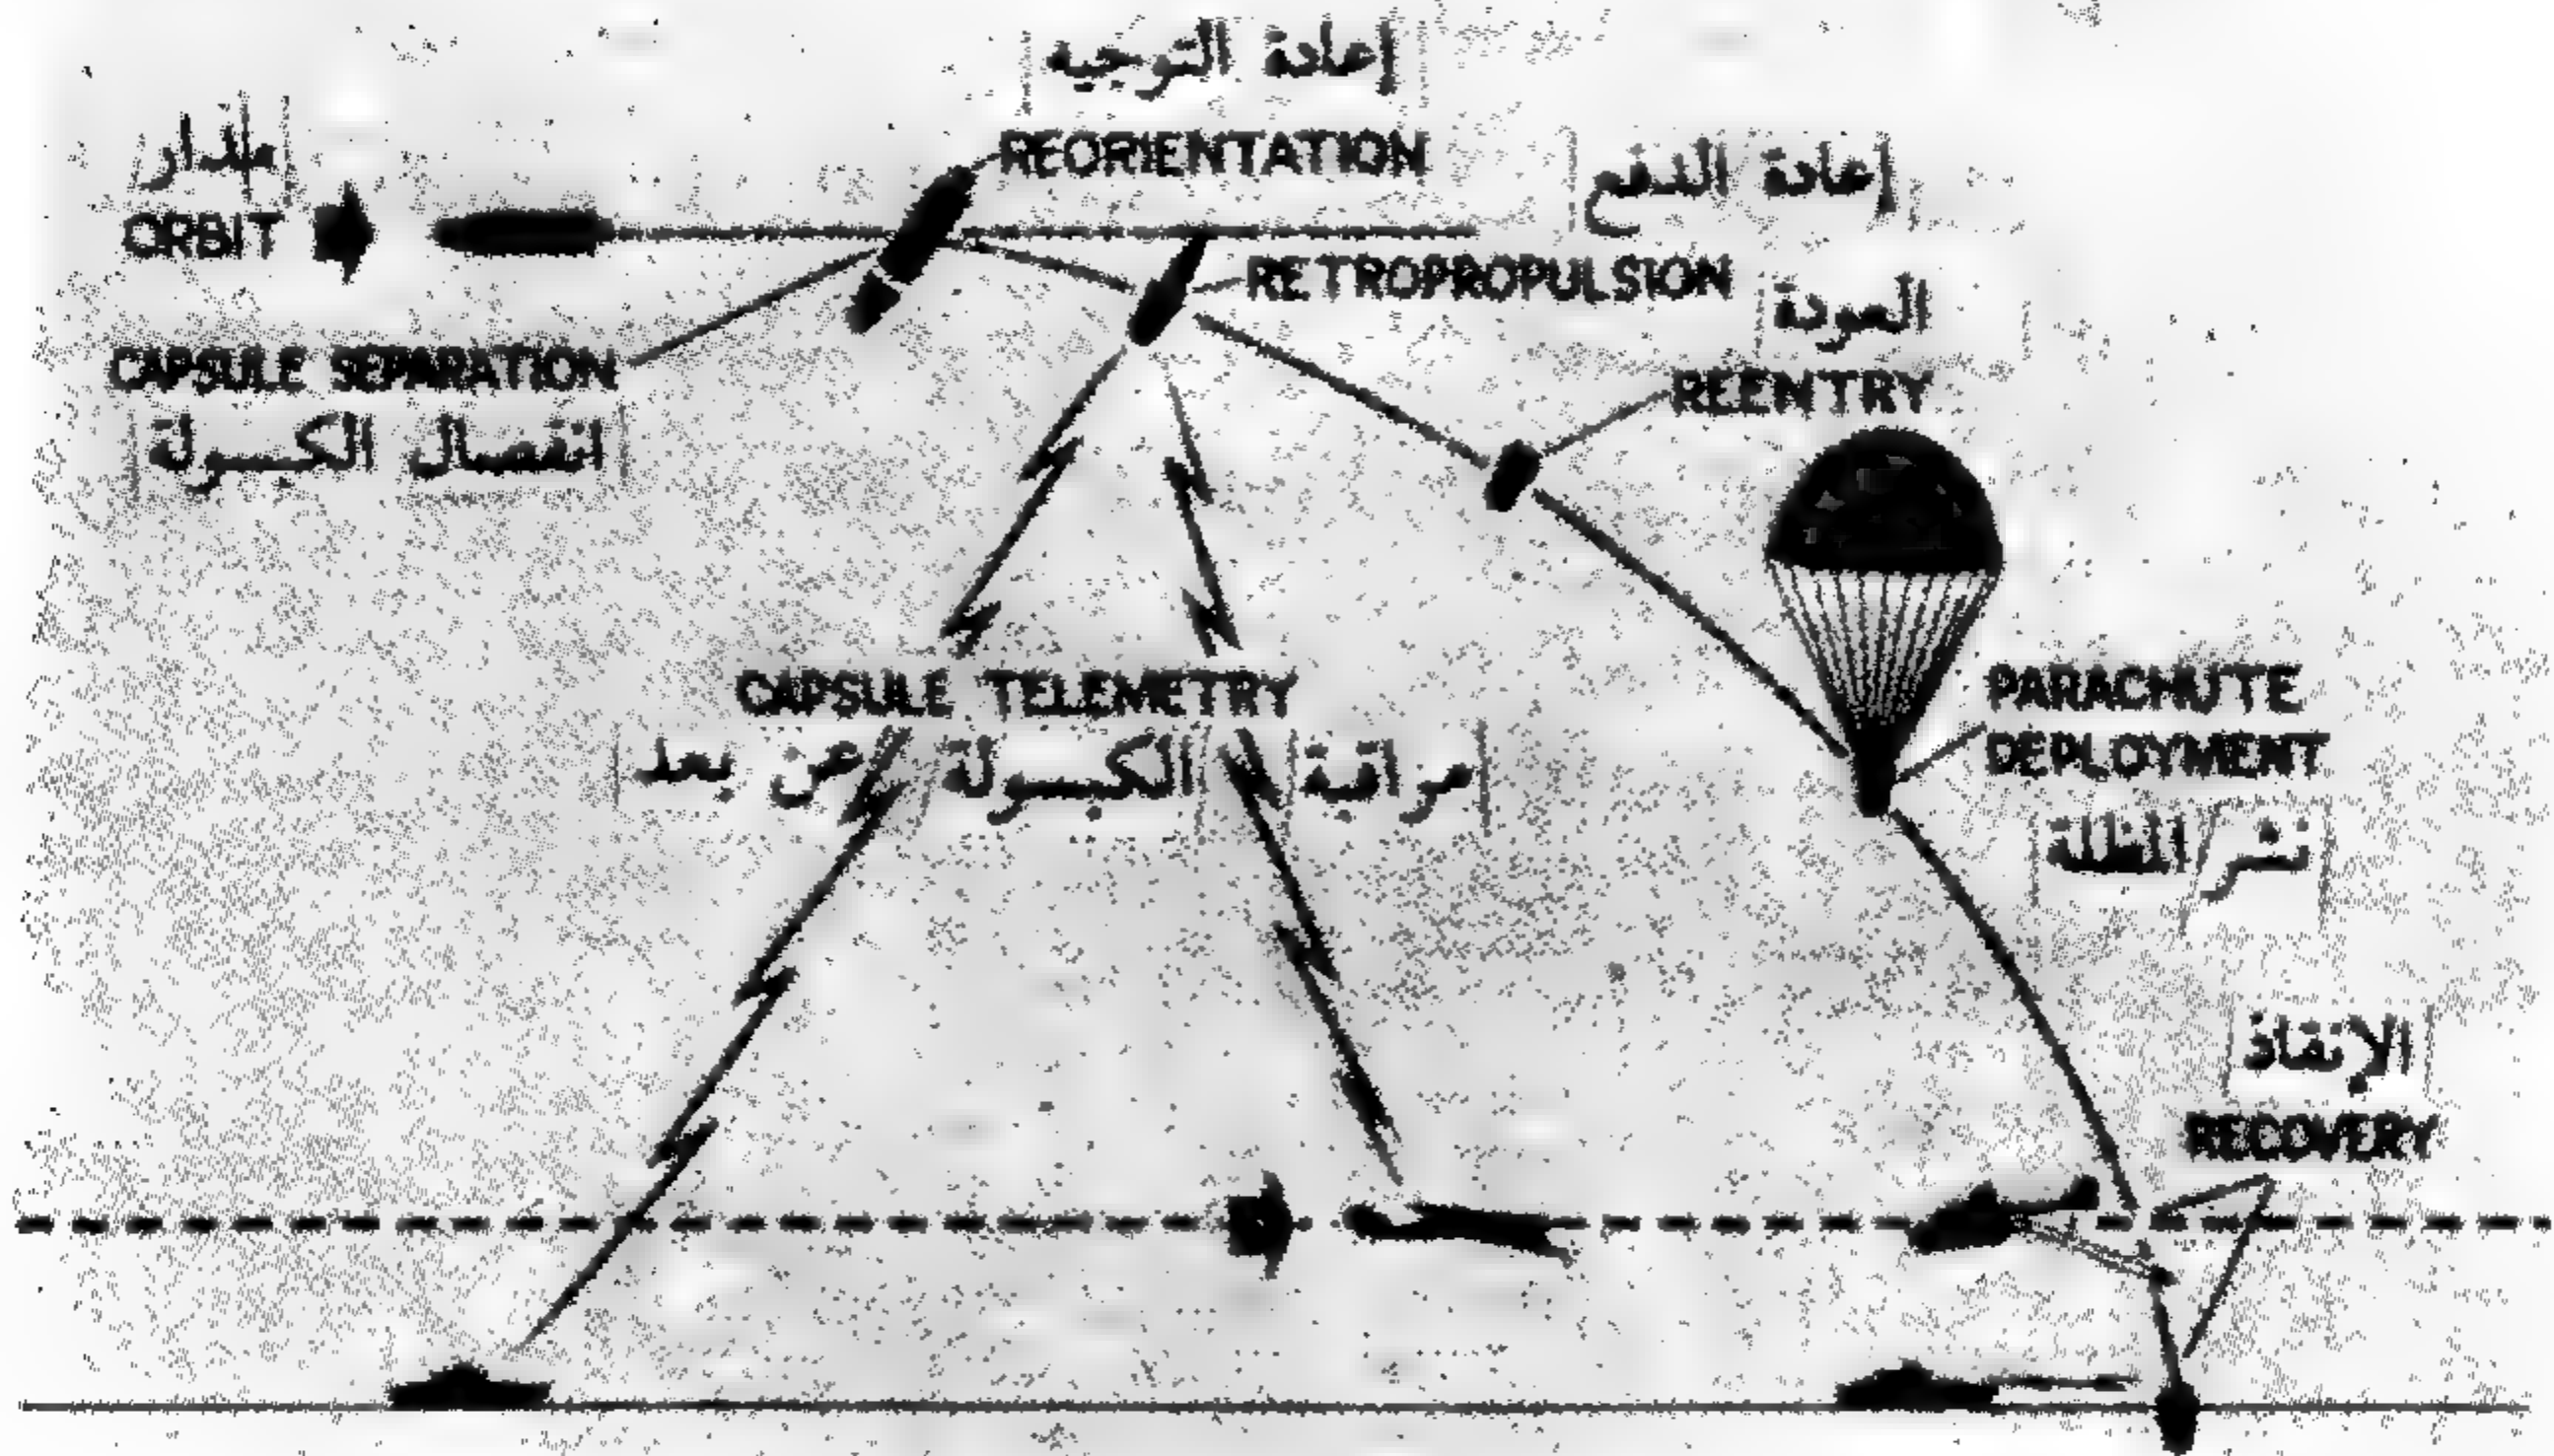 إعادة التوجيه
REORIENTATION
مدار
ORBIT
إعادة الدفع
RETROPROPULSION
العودة
REENTRY
CAPSULE SEPARATION
انفصال الكبسولة
CAPSULE TELEMETRY
مراقبة الكبسولة عن بعد
PARACHUTE
DEPLOYMENT
نشر المظلة
الإنقاذ
RECOVERY